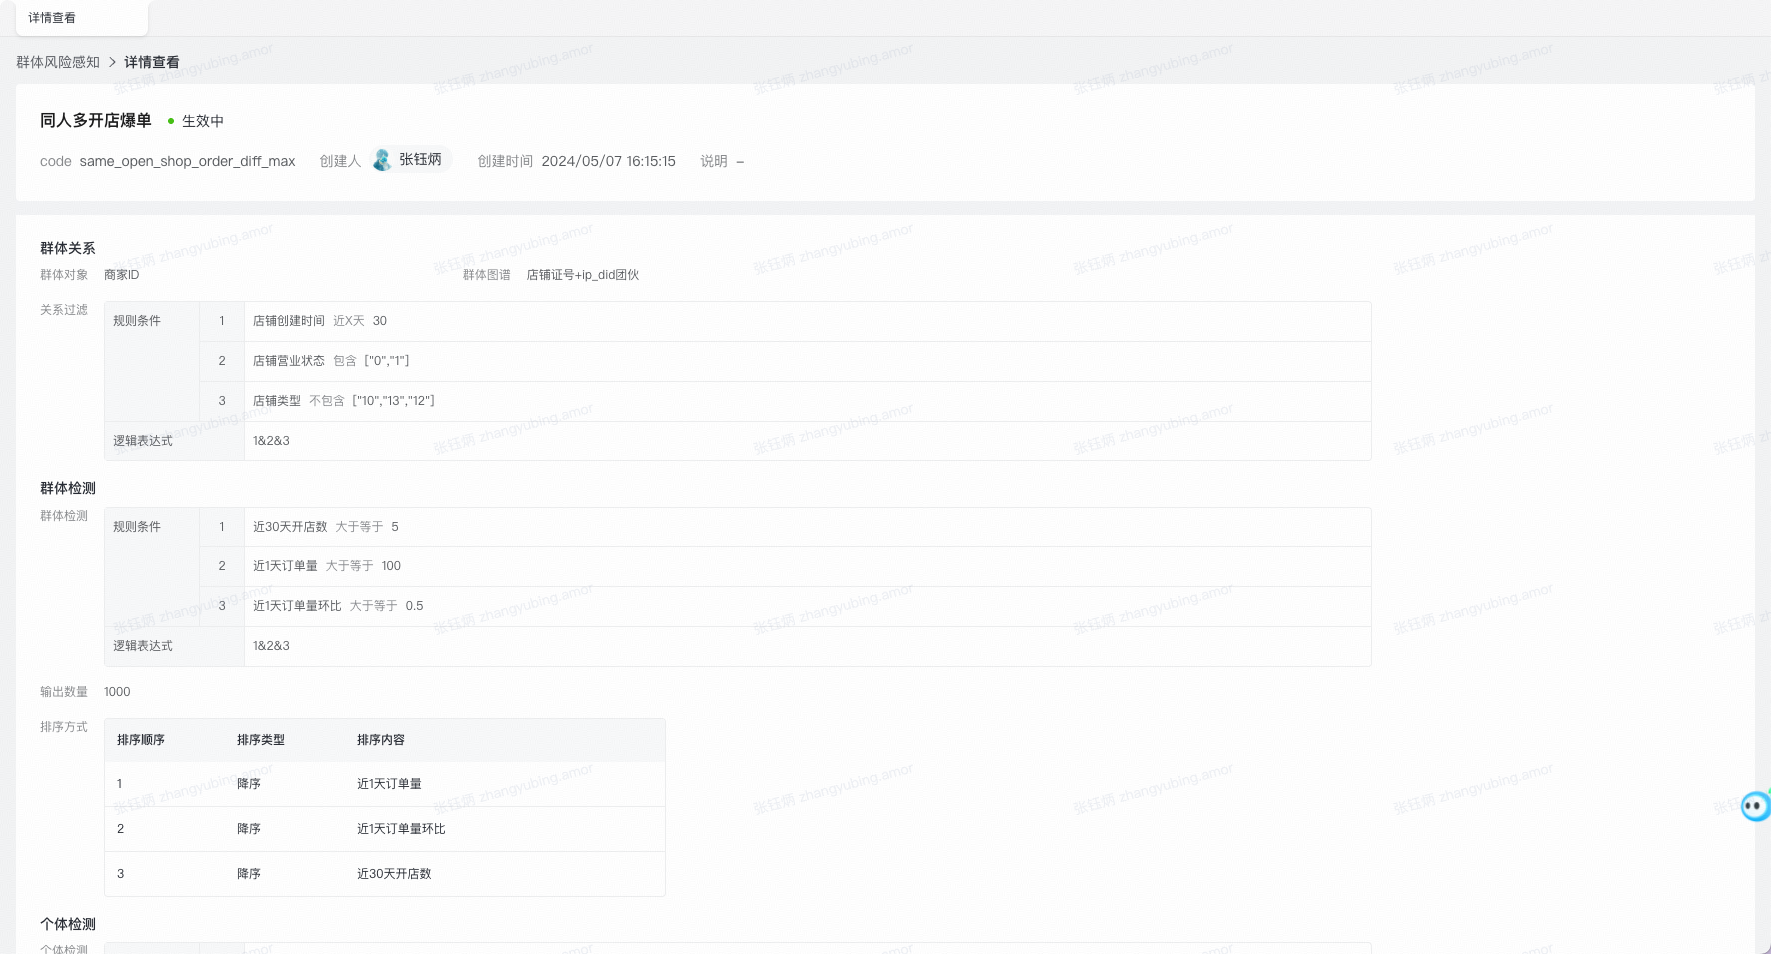 详情查看
群体风险感知 > 详情查看
同人多开店爆单 生效中
code same_open_shop_order_diff_max 创建人 张钰炳 创建时间 2024/05/07 16:15:15 说明 –
群体关系
群体对象 商家ID 群体图谱 店铺证号+ip_did团伙
关系过滤 规则条件 1 店铺创建时间 近X天 30
2 店铺营业状态 包含 ["0","1"]
3 店铺类型 不包含 ["10","13","12"]
逻辑表达式 1&2&3
群体检测
群体检测 规则条件 1 近30天开店数 大于等于 5
2 近1天订单量 大于等于 100
3 近1天订单量环比 大于等于 0.5
逻辑表达式 1&2&3
输出数量 1000
排序方式 排序顺序 排序类型 排序内容
1 降序 近1天订单量
2 降序 近1天订单量环比
3 降序 近30天开店数
个体检测
个体检测
张钰炳 zhangyubing.amor